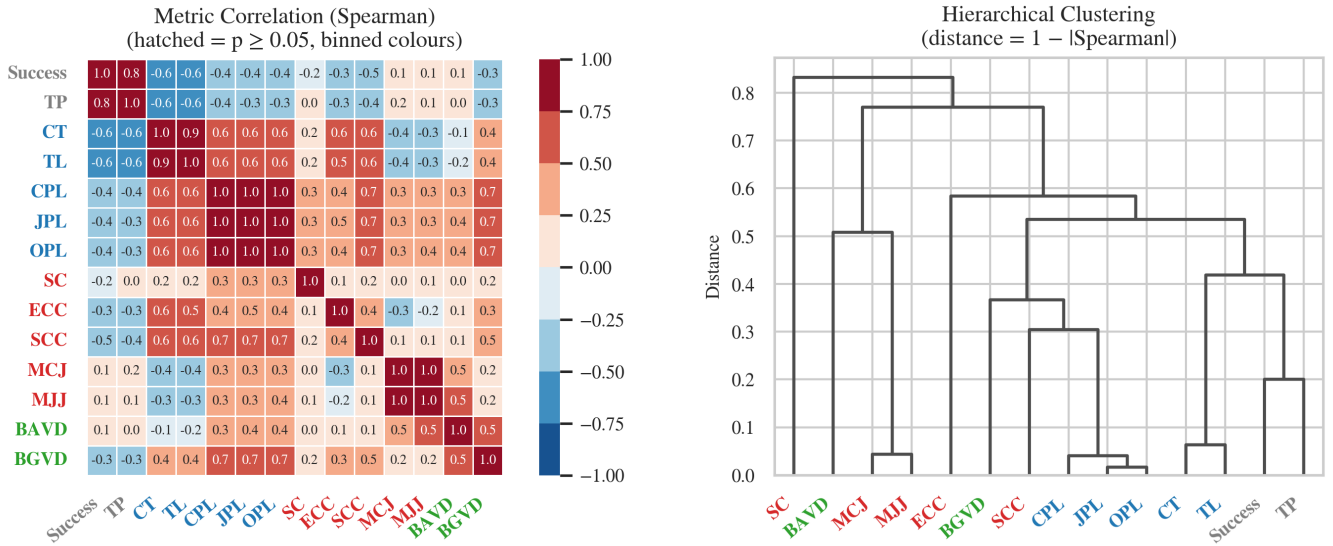 Metric Correlation (Spearman)
(hatched = p ≥ 0.05, binned colours)
Success 1.0 0.8 -0.6 -0.6 -0.4 -0.4 -0.4 -0.2 -0.3 -0.5 0.1 0.1 0.1 -0.3
TP 0.8 1.0 -0.6 -0.6 -0.4 -0.3 -0.3 0.0 -0.3 -0.4 0.2 0.1 0.0 -0.3
CT -0.6 -0.6 1.0 0.9 0.6 0.6 0.6 0.2 0.6 0.6 -0.4 -0.3 -0.1 0.4
TL -0.6 -0.6 0.9 1.0 0.6 0.6 0.6 0.2 0.5 0.6 -0.4 -0.3 -0.2 0.4
CPL -0.4 -0.4 0.6 0.6 1.0 1.0 1.0 0.3 0.4 0.7 0.3 0.3 0.3 0.7
JPL -0.4 -0.3 0.6 0.6 1.0 1.0 1.0 0.3 0.5 0.7 0.3 0.3 0.4 0.7
OPL -0.4 -0.3 0.6 0.6 1.0 1.0 1.0 0.3 0.4 0.7 0.3 0.4 0.4 0.7
SC -0.2 0.0 0.2 0.2 0.3 0.3 0.3 1.0 0.1 0.2 0.0 0.1 0.0 0.2
ECC -0.3 -0.3 0.6 0.5 0.4 0.5 0.4 0.1 1.0 0.4 -0.3 -0.2 0.1 0.3
SCC -0.5 -0.4 0.6 0.6 0.7 0.7 0.7 0.2 0.4 1.0 0.1 0.1 0.1 0.5
MCJ 0.1 0.2 -0.4 -0.4 0.3 0.3 0.3 0.0 -0.3 0.1 1.0 1.0 0.5 0.2
MJJ 0.1 0.1 -0.3 -0.3 0.3 0.3 0.4 0.1 -0.2 0.1 1.0 1.0 0.5 0.2
BAVD 0.1 0.0 -0.1 -0.2 0.3 0.4 0.4 0.0 0.1 0.1 0.5 0.5 1.0 0.5
BGVD -0.3 -0.3 0.4 0.4 0.7 0.7 0.7 0.2 0.3 0.5 0.2 0.2 0.5 1.0
Success TP CT TL CPL JPL OPL SC ECC SCC MCJ MJJ BAVD BGVD
1.00
0.75
0.50
0.25
0.00
−0.25
−0.50
−0.75
−1.00
Hierarchical Clustering
(distance = 1 − |Spearman|)
Distance
0.8
0.7
0.6
0.5
0.4
0.3
0.2
0.1
0.0
SC BAVD MCJ MJJ ECC BGVD SCC CPL JPL OPL CT TL Success TP